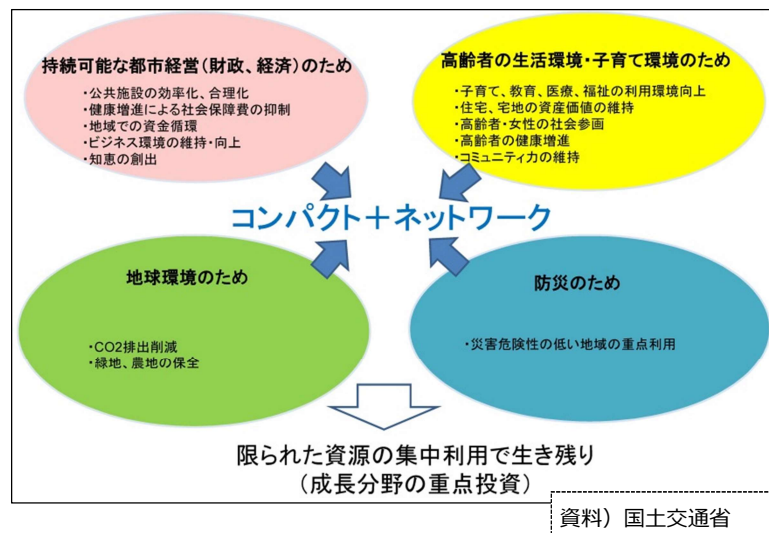 持続可能な都市経営(財政、経済)のため
・公共施設の効率化、合理化
・健康増進による社会保障費の抑制
・地域での資金循環
・ビジネス環境の維持・向上
・知恵の創出
高齢者の生活環境・子育て環境のため
・子育て、教育、医療、福祉の利用環境向上
・住宅、宅地の資産価値の維持
・高齢者・女性の社会参画
・高齢者の健康増進
・コミュニティ力の維持
コンパクト+ネットワーク
地球環境のため
・CO2排出削減
・緑地、農地の保全
防災のため
・災害危険性の低い地域の重点利用
限られた資源の集中利用で生き残り
(成長分野の重点投資)
資料)国土交通省